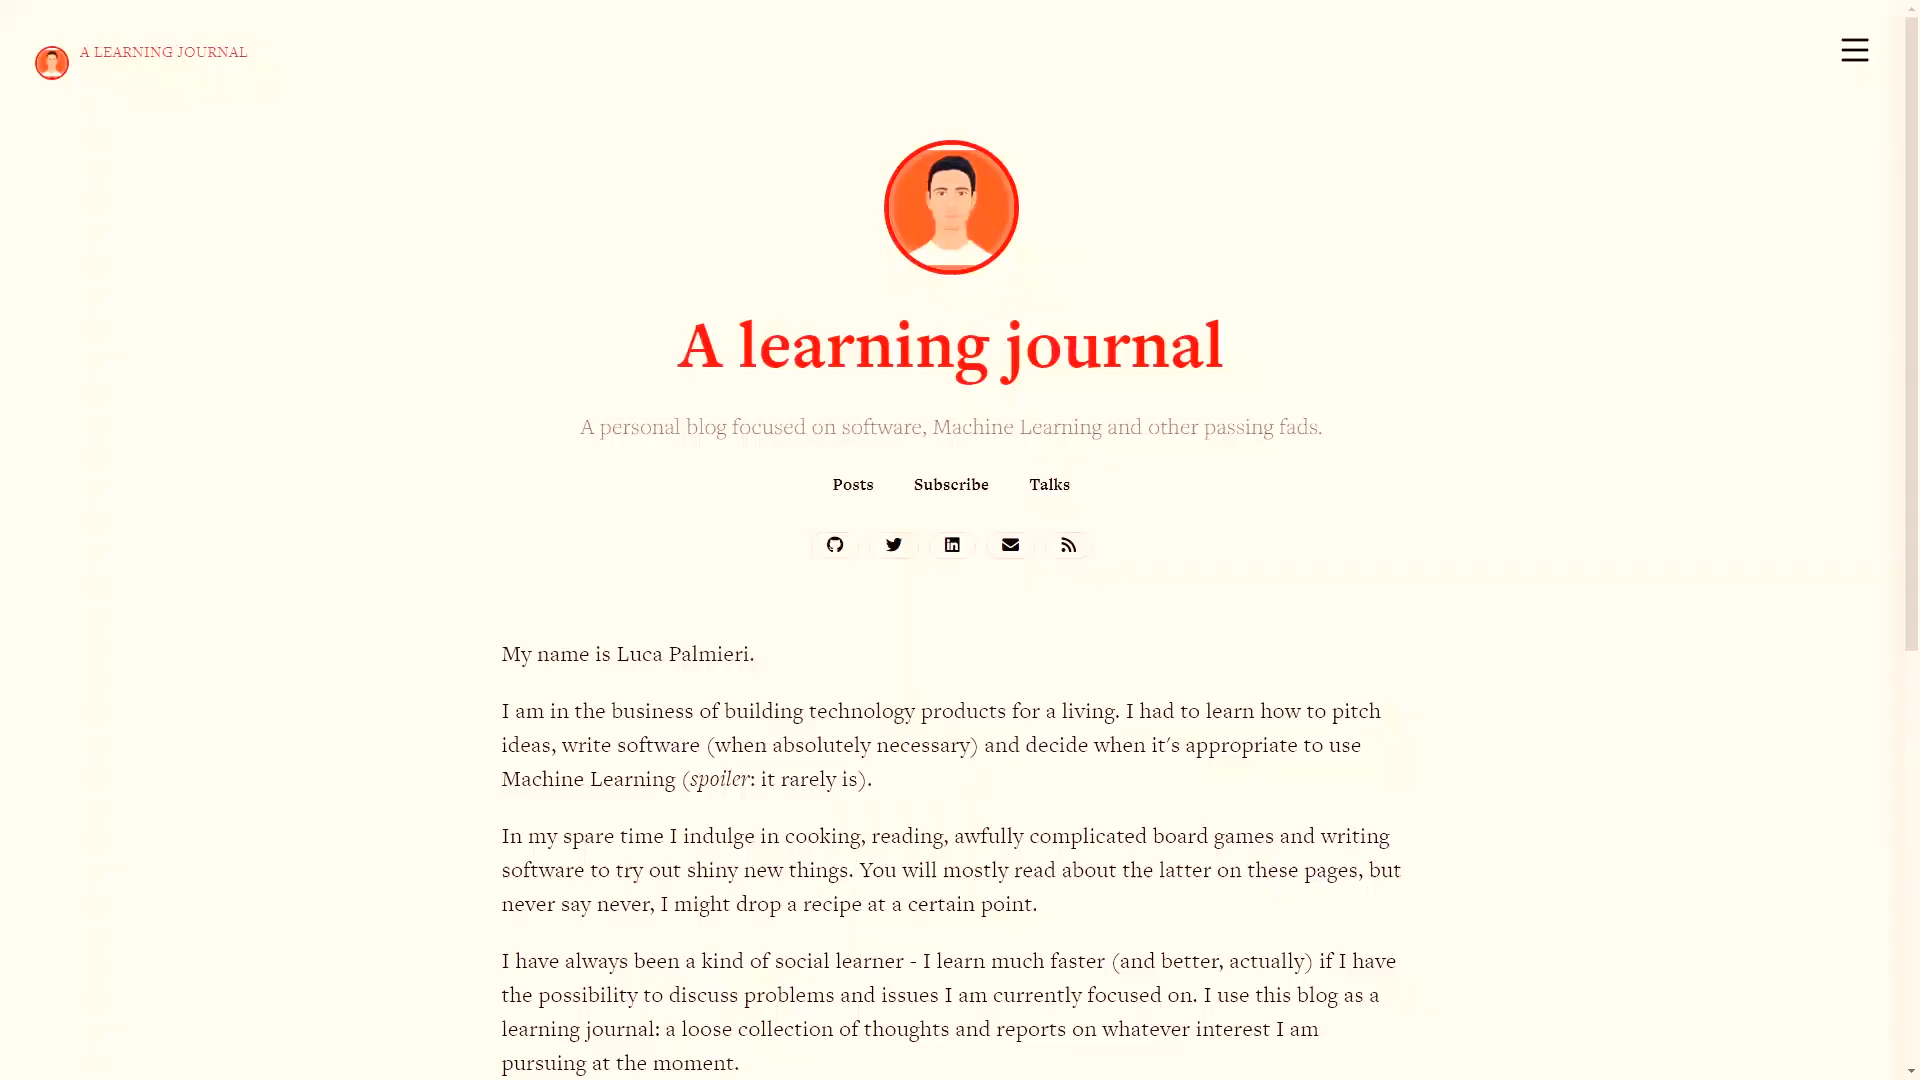 A LEARNING JOURNAL
A learning journal
A personal blog focused on software, Machine Learning and other passing fads.
Posts Subscribe Talks
My name is Luca Palmieri.
I am in the business of building technology products for a living. I had to learn how to pitch
ideas, write software (when absolutely necessary) and decide when it's appropriate to use
Machine Learning (spoiler: it rarely is).
In my spare time I indulge in cooking, reading, awfully complicated board games and writing
software to try out shiny new things. You will mostly read about the latter on these pages, but
never say never, I might drop a recipe at a certain point.
I have always been a kind of social learner - I learn much faster (and better, actually) if I have
the possibility to discuss problems and issues I am currently focused on. I use this blog as a
learning journal: a loose collection of thoughts and reports on whatever interest I am
pursuing at the moment.